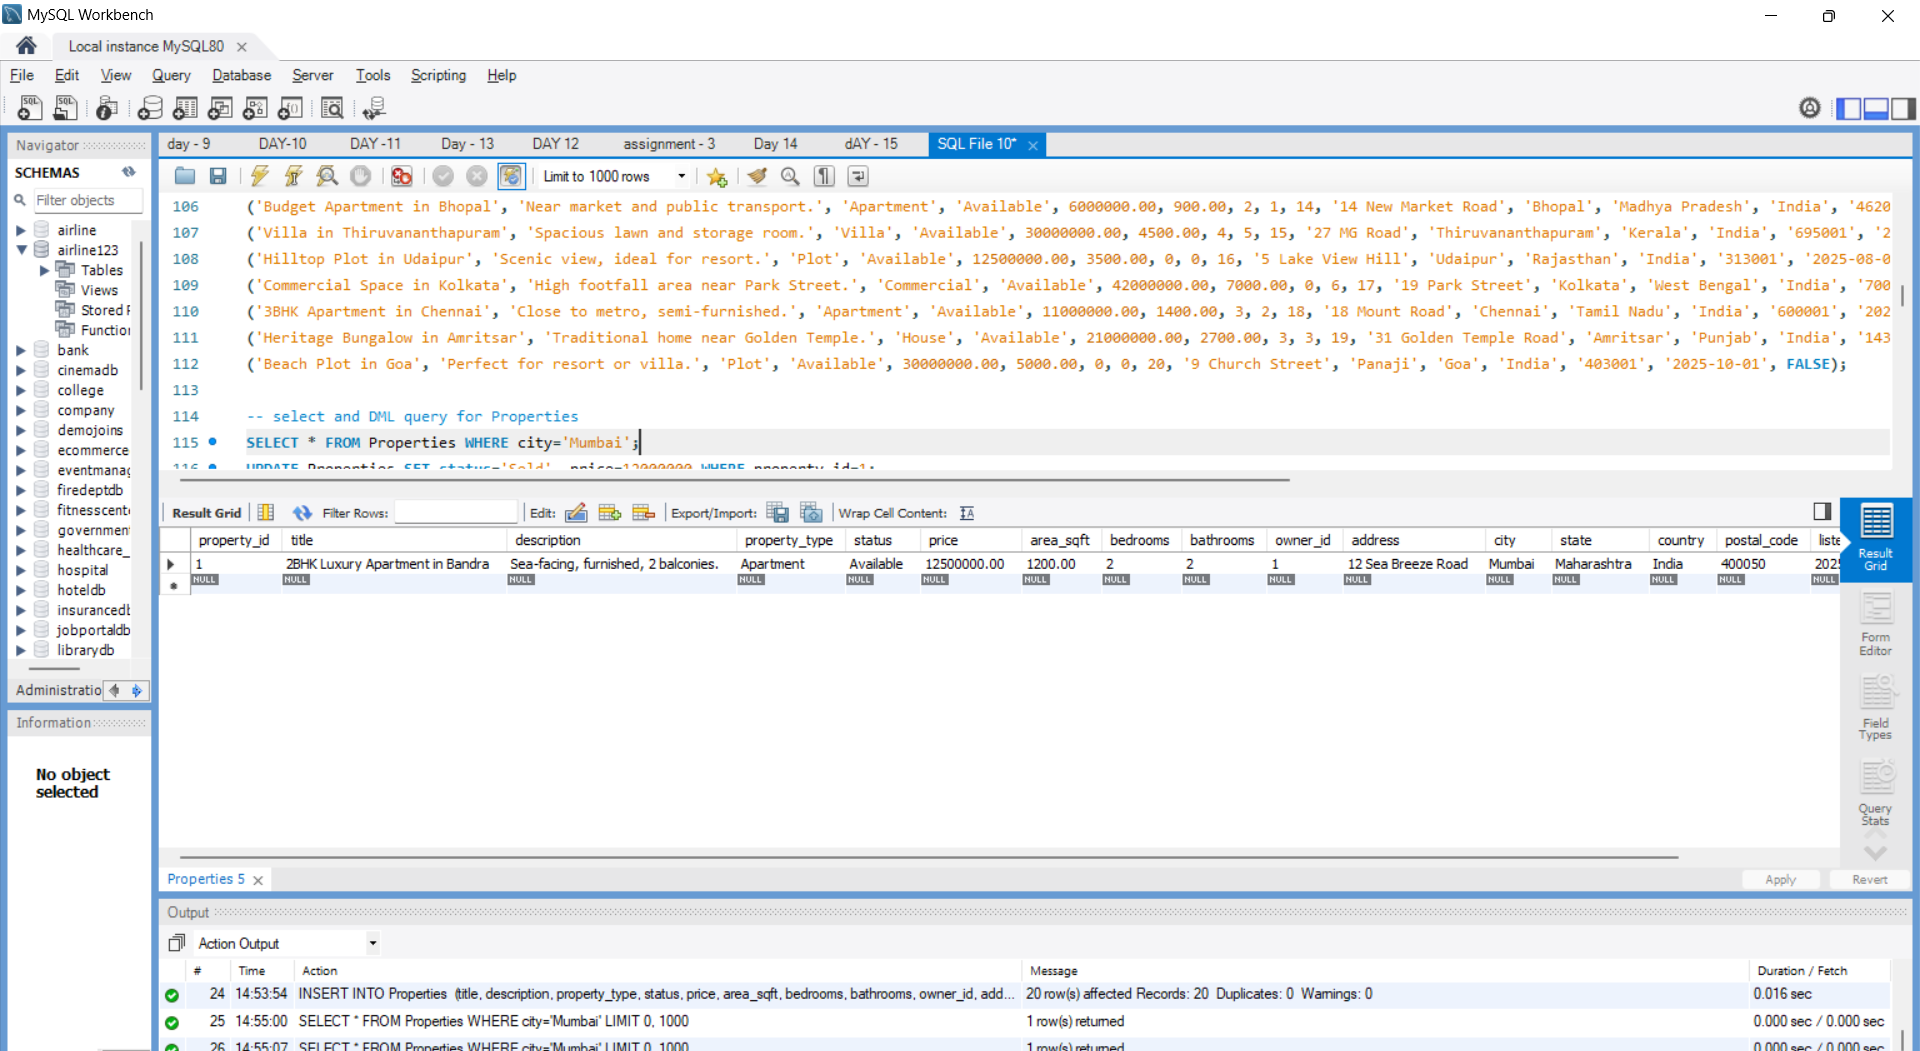 MySQL Workbench
Local instance MySQL80
File Edit View Query Database Server Tools Scripting Help
Navigator
SCHEMAS
Filter objects
airline
airline123
Tables
Views
Stored P
Function
bank
cinemadb
college
company
demojoins
ecommerce
eventmanag
firedeptdb
fitnesscent
government
healthcare_
hospital
hoteldb
insurancedb
jobportaldb
librarydb
Administratio
Information
No object
selected
day - 9 DAY-10 DAY -11 Day - 13 DAY 12 assignment - 3 Day 14 dAY - 15 SQL File 10*
Limit to 1000 rows
106 ('Budget Apartment in Bhopal', 'Near market and public transport.', 'Apartment', 'Available', 6000000.00, 900.00, 2, 1, 14, '14 New Market Road', 'Bhopal', 'Madhya Pradesh', 'India', '4620
107 ('Villa in Thiruvananthapuram', 'Spacious lawn and storage room.', 'Villa', 'Available', 30000000.00, 4500.00, 4, 5, 15, '27 MG Road', 'Thiruvananthapuram', 'Kerala', 'India', '695001', '2
108 ('Hilltop Plot in Udaipur', 'Scenic view, ideal for resort.', 'Plot', 'Available', 12500000.00, 3500.00, 0, 0, 16, '5 Lake View Hill', 'Udaipur', 'Rajasthan', 'India', '313001', '2025-08-0
109 ('Commercial Space in Kolkata', 'High footfall area near Park Street.', 'Commercial', 'Available', 42000000.00, 7000.00, 0, 6, 17, '19 Park Street', 'Kolkata', 'West Bengal', 'India', '700
110 ('3BHK Apartment in Chennai', 'Close to metro, semi-furnished.', 'Apartment', 'Available', 11000000.00, 1400.00, 3, 2, 18, '18 Mount Road', 'Chennai', 'Tamil Nadu', 'India', '600001', '202
111 ('Heritage Bungalow in Amritsar', 'Traditional home near Golden Temple.', 'House', 'Available', 21000000.00, 2700.00, 3, 3, 19, '31 Golden Temple Road', 'Amritsar', 'Punjab', 'India', '143
112 ('Beach Plot in Goa', 'Perfect for resort or villa.', 'Plot', 'Available', 30000000.00, 5000.00, 0, 0, 20, '9 Church Street', 'Panaji', 'Goa', 'India', '403001', '2025-10-01', FALSE);
113
114 -- select and DML query for Properties
115 SELECT * FROM Properties WHERE city='Mumbai';
116 UPDATE Properties SET status='Sold', price=12000000 WHERE property_id=1;
Result Grid Filter Rows: Edit: Export/Import: Wrap Cell Content:
property_id title description property_type status price area_sqft bedrooms bathrooms owner_id address city state country postal_code liste
1 2BHK Luxury Apartment in Bandra Sea-facing, furnished, 2 balconies. Apartment Available 12500000.00 1200.00 2 2 1 12 Sea Breeze Road Mumbai Maharashtra India 400050 2025
NULL NULL NULL NULL NULL NULL NULL NULL NULL NULL NULL NULL NULL NULL NULL NULL
Result
Grid
Form
Editor
Field
Types
Query
Stats
Properties 5
Apply Revert
Output
Action Output
# Time Action Message Duration / Fetch
24 14:53:54 INSERT INTO Properties (title, description, property_type, status, price, area_sqft, bedrooms, bathrooms, owner_id, add... 20 row(s) affected Records: 20 Duplicates: 0 Warnings: 0 0.016 sec
25 14:55:00 SELECT * FROM Properties WHERE city='Mumbai' LIMIT 0, 1000 1 row(s) returned 0.000 sec / 0.000 sec
26 14:55:07 SELECT * FROM Properties WHERE city='Mumbai' LIMIT 0, 1000 1 row(s) returned 0.000 sec / 0.000 sec